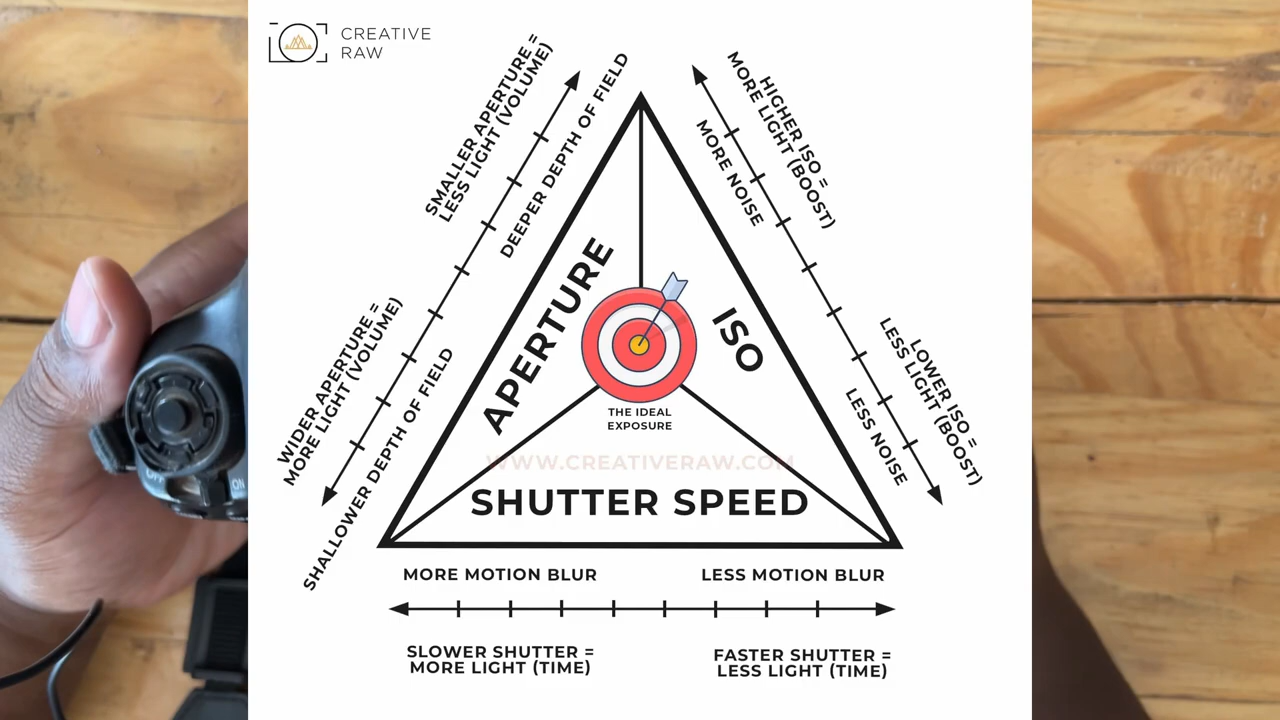 CREATIVE
RAW
SMALLER APERTURE =
LESS LIGHT (VOLUME)
DEEPER DEPTH OF FIELD
HIGHER ISO =
MORE LIGHT (BOOST)
MORE NOISE
WIDER APERTURE =
MORE LIGHT (VOLUME)
SHALLOWER DEPTH OF FIELD
APERTURE
ISO
LOWER ISO =
LESS LIGHT (BOOST)
LESS NOISE
THE IDEAL
EXPOSURE
WWW.CREATIVERAW.COM
SHUTTER SPEED
MORE MOTION BLUR
LESS MOTION BLUR
SLOWER SHUTTER =
MORE LIGHT (TIME)
FASTER SHUTTER =
LESS LIGHT (TIME)
OFF
ON